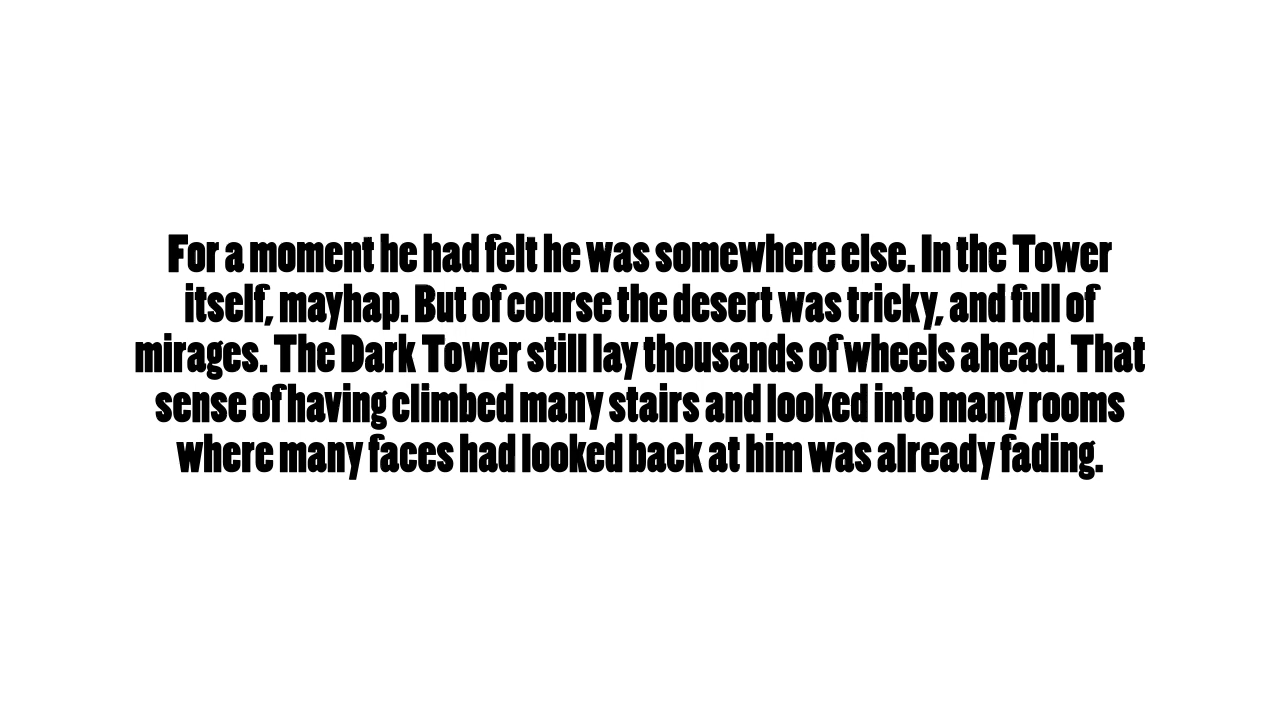 For a moment he had felt he was somewhere else. In the Tower
itself, mayhap. But of course the desert was tricky, and full of
mirages. The Dark Tower still lay thousands of wheels ahead. That
sense of having climbed many stairs and looked into many rooms
where many faces had looked back at him was already fading.